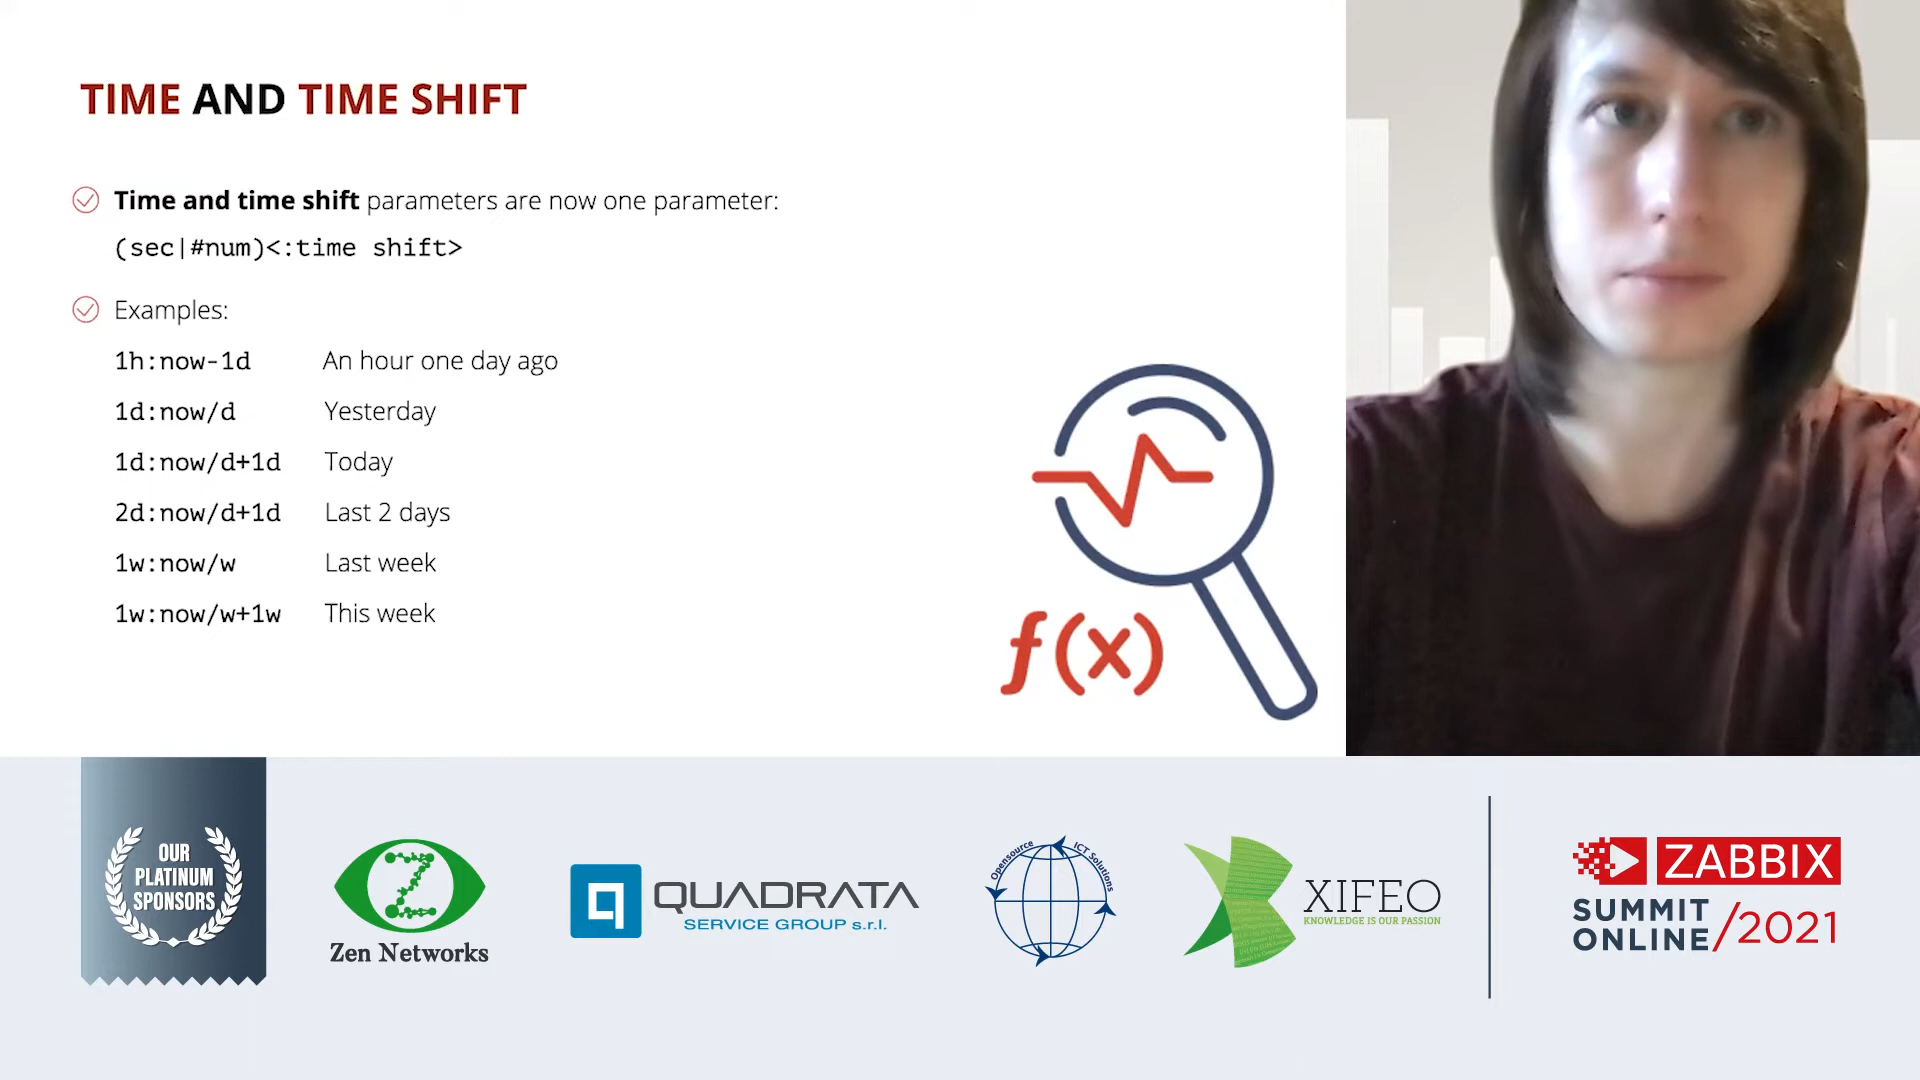 TIME AND TIME SHIFT
Time and time shift parameters are now one parameter:
(sec|#num)<:time shift>
Examples:
1h:now-1d An hour one day ago
1d:now/d Yesterday
1d:now/d+1d Today
2d:now/d+1d Last 2 days
1w:now/w Last week
1w:now/w+1w This week
f(x)
OUR
PLATINUM
SPONSORS
Z
Zen Networks
q QUADRATA
SERVICE GROUP s.r.l.
Opensource ICT Solutions
XIFEO
KNOWLEDGE IS OUR PASSION
ZABBIX
SUMMIT
ONLINE /2021